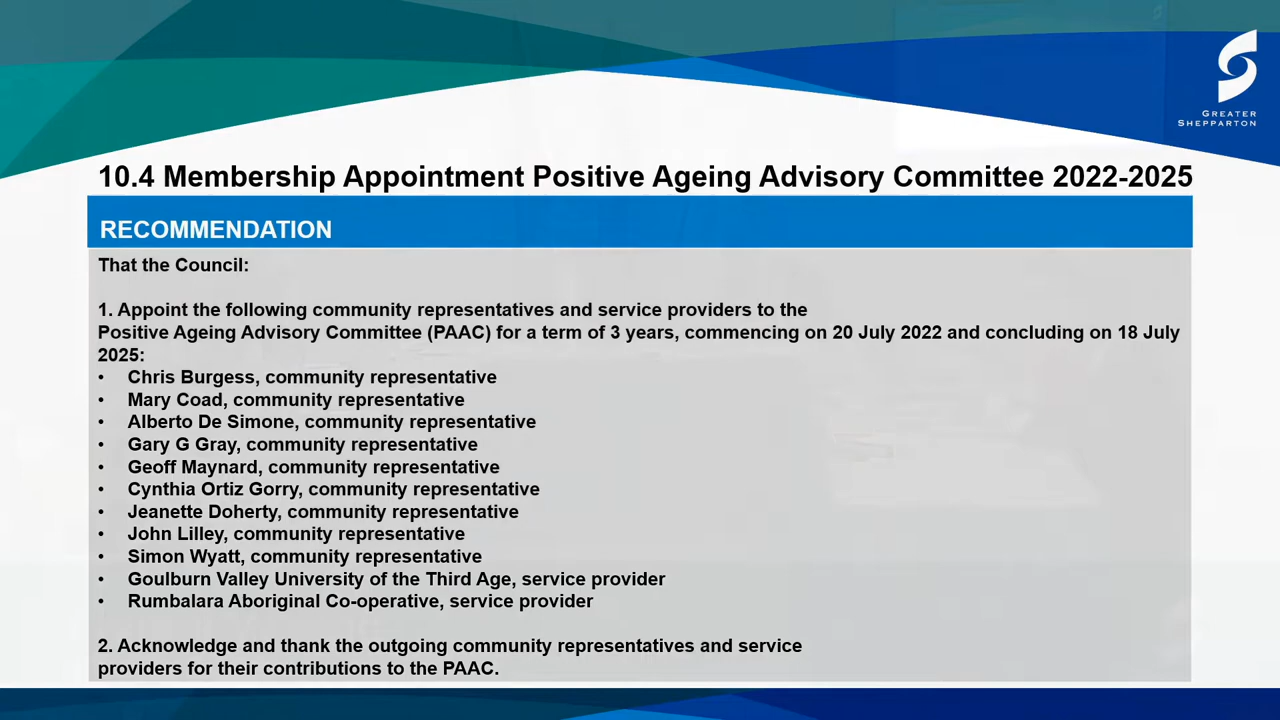 GREATER
SHEPPARTON
10.4 Membership Appointment Positive Ageing Advisory Committee 2022-2025
RECOMMENDATION
That the Council:
1. Appoint the following community representatives and service providers to the
Positive Ageing Advisory Committee (PAAC) for a term of 3 years, commencing on 20 July 2022 and concluding on 18 July
2025:
• Chris Burgess, community representative
• Mary Coad, community representative
• Alberto De Simone, community representative
• Gary G Gray, community representative
• Geoff Maynard, community representative
• Cynthia Ortiz Gorry, community representative
• Jeanette Doherty, community representative
• John Lilley, community representative
• Simon Wyatt, community representative
• Goulburn Valley University of the Third Age, service provider
• Rumbalara Aboriginal Co-operative, service provider
2. Acknowledge and thank the outgoing community representatives and service
providers for their contributions to the PAAC.